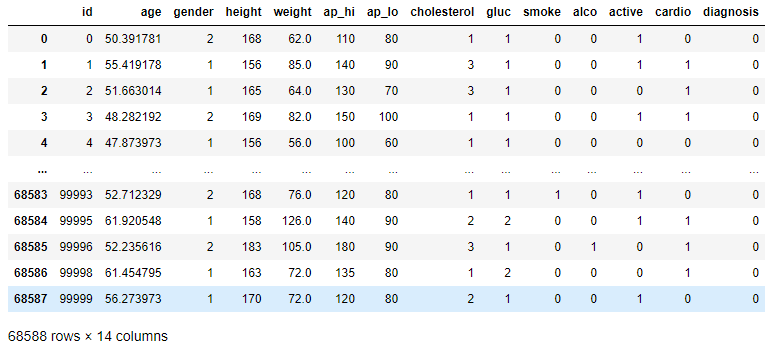 id age gender height weight ap_hi ap_lo cholesterol gluc smoke alco active cardio diagnosis
0 0 50.391781 2 168 62.0 110 80 1 1 0 0 1 0 0
1 1 55.419178 1 156 85.0 140 90 3 1 0 0 1 1 0
2 2 51.663014 1 165 64.0 130 70 3 1 0 0 0 1 0
3 3 48.282192 2 169 82.0 150 100 1 1 0 0 1 1 0
4 4 47.873973 1 156 56.0 100 60 1 1 0 0 0 0 0
... ... ... ... ... ... ... ... ... ... ... ... ... ... ...
68583 99993 52.712329 2 168 76.0 120 80 1 1 1 0 1 0 0
68584 99995 61.920548 1 158 126.0 140 90 2 2 0 0 1 1 0
68585 99996 52.235616 2 183 105.0 180 90 3 1 0 1 0 1 0
68586 99998 61.454795 1 163 72.0 135 80 1 2 0 0 0 1 0
68587 99999 56.273973 1 170 72.0 120 80 2 1 0 0 1 0 0
68588 rows × 14 columns